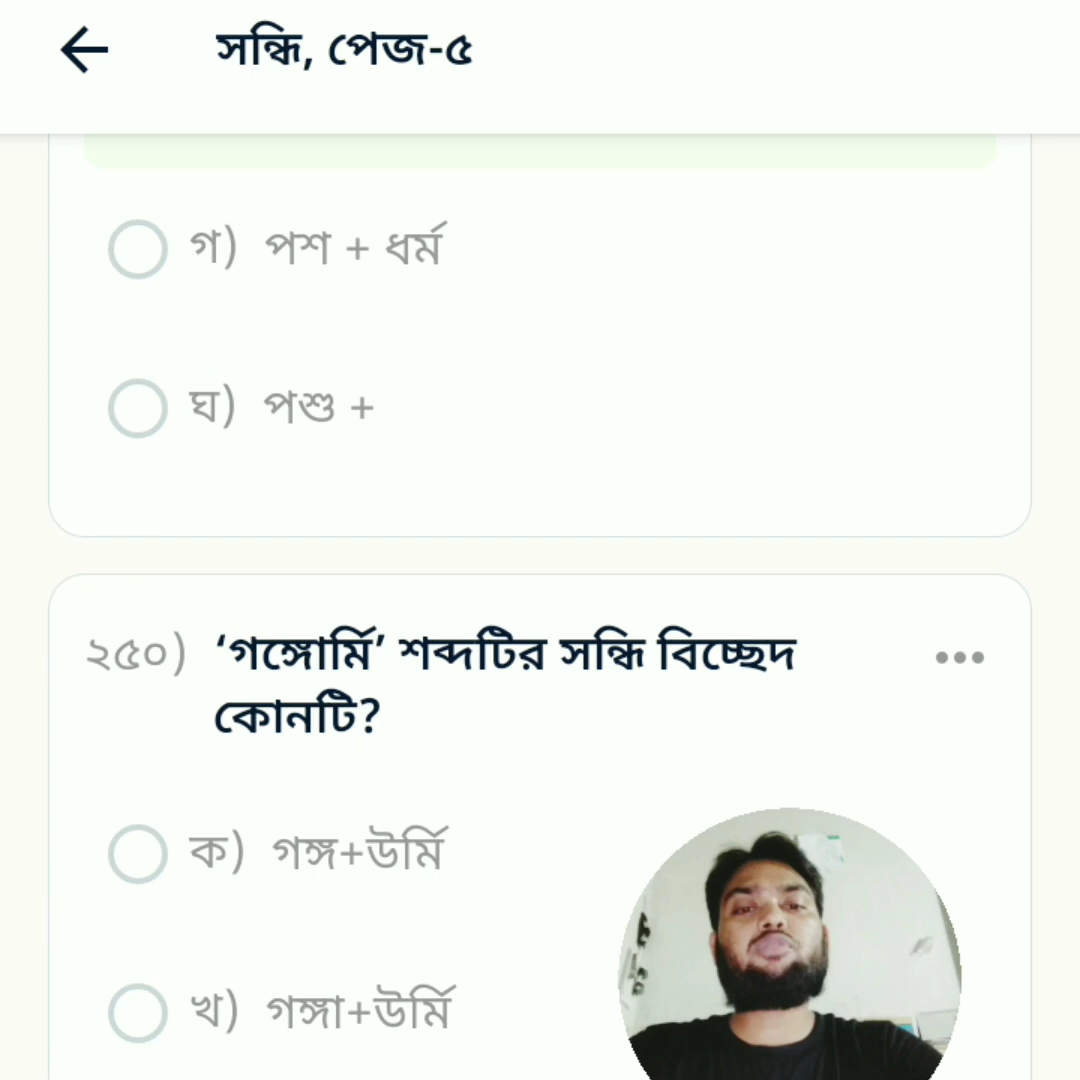 সন্ধি, পেজ-৫
গ) পশ + ধর্ম
ঘ) পশু +
২৫০) ‘গঙ্গোর্মি’ শব্দটির সন্ধি বিচ্ছেদ
কোনটি?
ক) গঙ্গ+উর্মি
খ) গঙ্গা+উর্মি